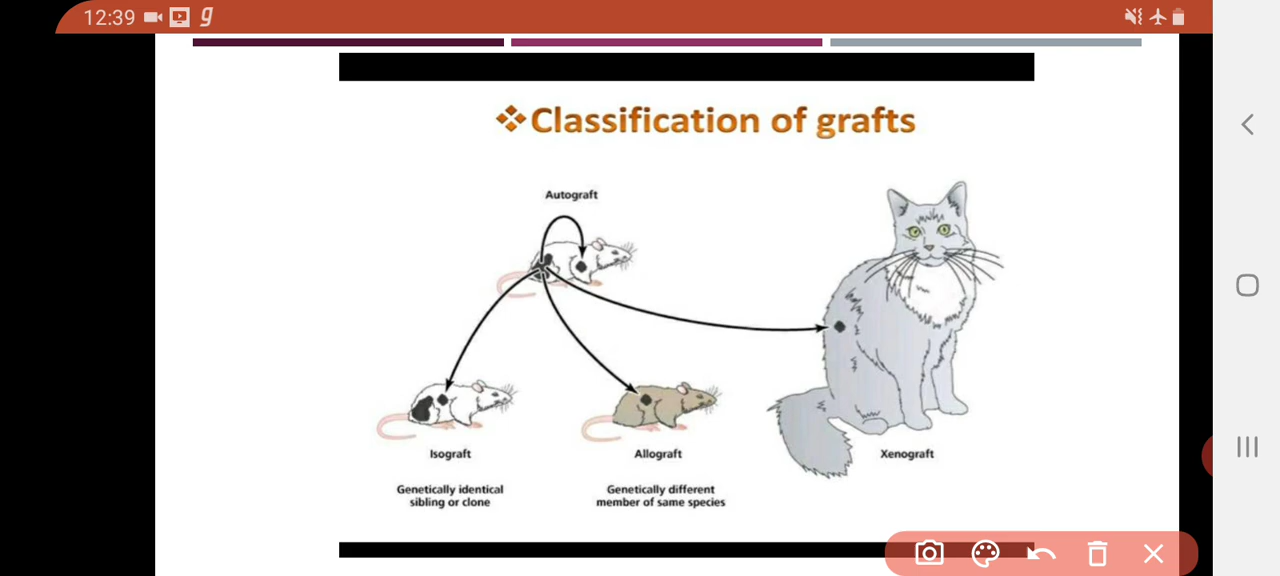 12:39 g
❖Classification of grafts
Autograft
Isograft
Allograft
Xenograft
Genetically identical
sibling or clone
Genetically different
member of same species